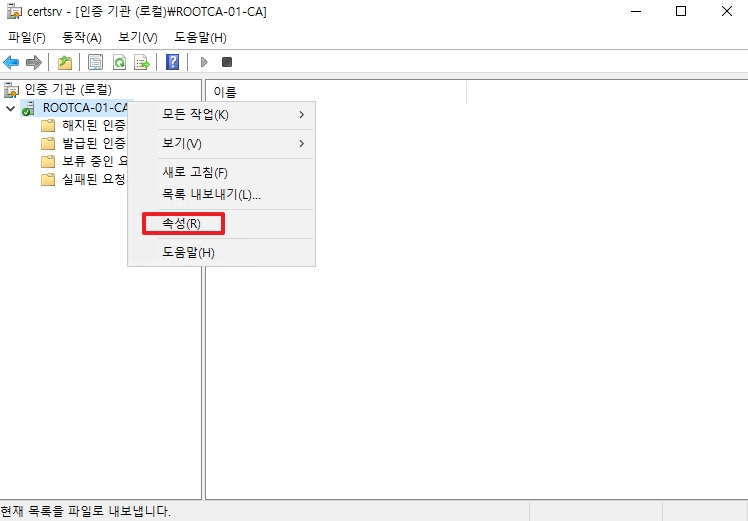 certsrv - [인증 기관 (로컬)₩ROOTCA-01-CA]
파일(F) 동작(A) 보기(V) 도움말(H)
인증 기관 (로컬)
ROOTCA-01-CA
해지된 인증
발급된 인증
보류 중인 요
실패된 요청
이름
모든 작업(K)
보기(V)
새로 고침(F)
목록 내보내기(L)...
속성(R)
도움말(H)
현재 목록을 파일로 내보냅니다.